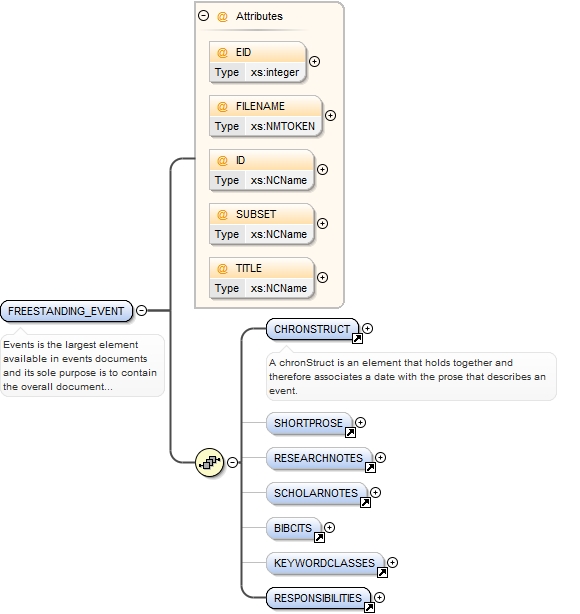 @ Attributes
@ EID
Type xs:integer
@ FILENAME
Type xs:NMTOKEN
@ ID
Type xs:NCName
@ SUBSET
Type xs:NCName
@ TITLE
Type xs:NCName
FREESTANDING_EVENT
Events is the largest element
available in events documents
and its sole purpose is to contain
the overall document...
CHRONSTRUCT
A chronStruct is an element that holds together and
therefore associates a date with the prose that describes an
event.
SHORTPROSE
RESEARCHNOTES
SCHOLARNOTES
BIBCITS
KEYWORDCLASSES
RESPONSIBILITIES